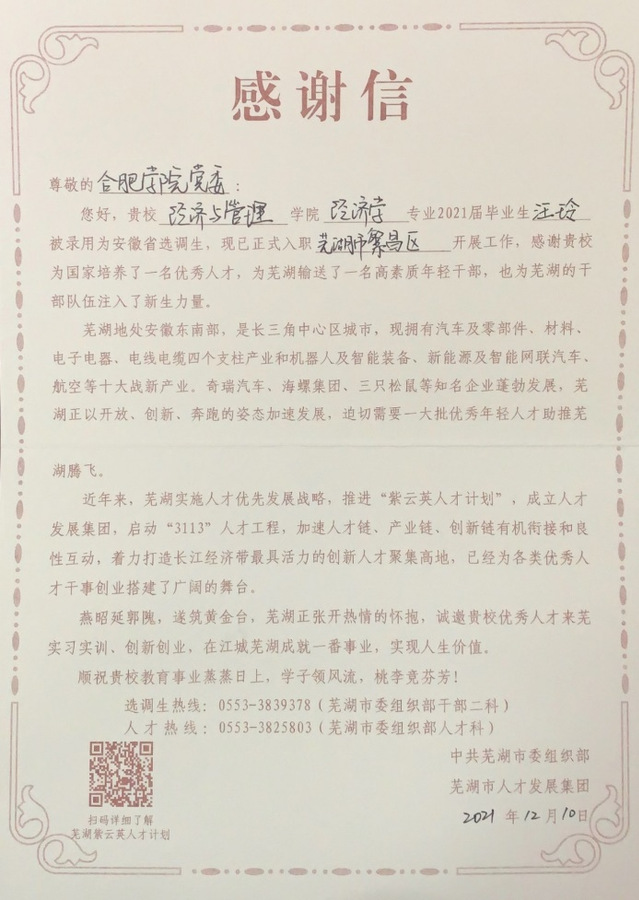 感谢信
尊敬的合肥学院党委：
您好，贵校经济与管理学院经济学专业2021届毕业生汪玲
被录用为安徽省选调生，现已正式入职芜湖市繁昌区开展工作，感谢贵校
为国家培养了一名优秀人才，为芜湖输送了一名高素质年轻干部，也为芜湖的干
部队伍注入了新生力量。
芜湖地处安徽东南部，是长三角中心区城市，现拥有汽车及零部件、材料、
电子电器、电线电缆四个支柱产业和机器人及智能装备、新能源及智能网联汽车、
航空等十大战新产业。奇瑞汽车、海螺集团、三只松鼠等知名企业蓬勃发展，芜
湖正以开放、创新、奔跑的姿态加速发展，迫切需要一大批优秀年轻人才助推芜
湖腾飞。
近年来，芜湖实施人才优先发展战略，推进“紫云英人才计划”，成立人才
发展集团，启动“3113”人才工程，加速人才链、产业链、创新链有机衔接和良
性互动，着力打造长江经济带最具活力的创新人才聚集高地，已经为各类优秀人
才干事创业搭建了广阔的舞台。
燕昭延郭隗，遂筑黄金台，芜湖正张开热情的怀抱，诚邀贵校优秀人才来芜
实习实训、创新创业，在江城芜湖成就一番事业，实现人生价值。
顺祝贵校教育事业蒸蒸日上，学子领风流，桃李竟芬芳！
选调生热线：0553-3839378（芜湖市委组织部干部二科）
人才热线：0553-3825803（芜湖市委组织部人才科）
中共芜湖市委组织部
芜湖市人才发展集团
2021年12月10日
扫码详细了解
芜湖紫云英人才计划